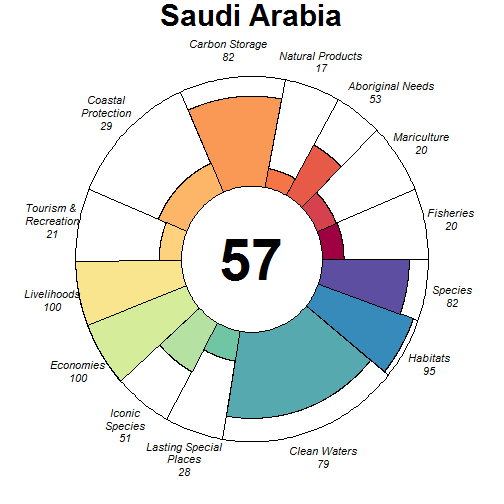 Saudi Arabia
Carbon Storage
82
Natural Products
17
Aboriginal Needs
53
Mariculture
20
Fisheries
20
Species
82
Habitats
95
Clean Waters
79
Lasting Special
Places
28
Iconic
Species
51
Economies
100
Livelihoods
100
Tourism &
Recreation
21
Coastal
Protection
29
57